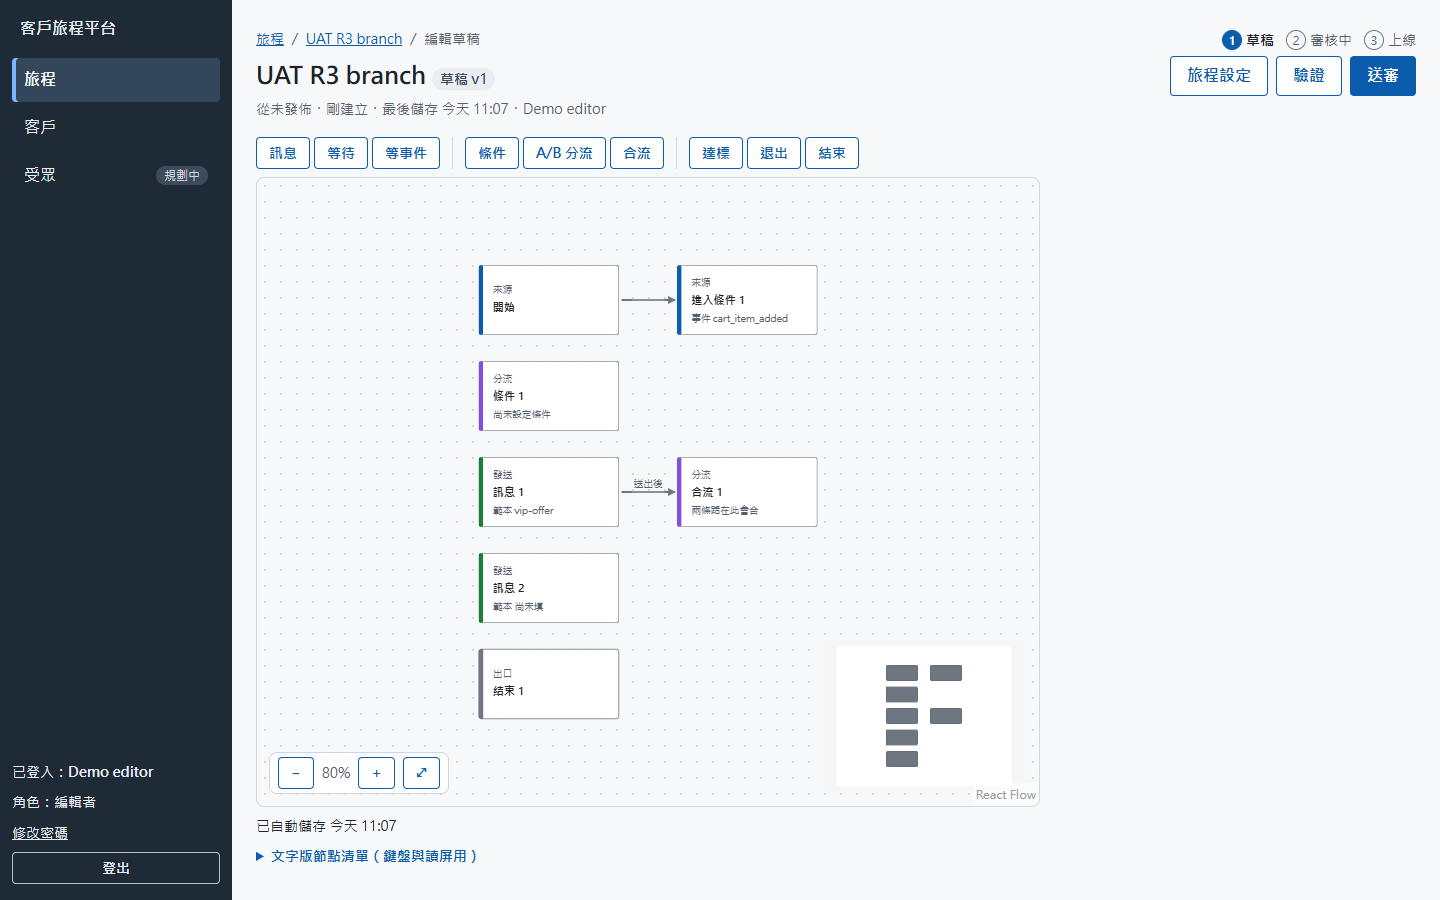 客戶旅程平台
旅程
客戶
受眾 規劃中
已登入：Demo editor
角色：編輯者
修改密碼
登出
旅程 / UAT R3 branch / 編輯草稿
1 草稿 2 審核中 3 上線
UAT R3 branch 草稿 v1
旅程設定 驗證 送審
從未發佈 · 剛建立 · 最後儲存 今天 11:07 · Demo editor
訊息 等待 等事件 條件 A/B 分流 合流 達標 退出 結束
來源
開始
來源
進入條件 1
事件 cart_item_added
分流
條件 1
尚未設定條件
發送
訊息 1
範本 vip-offer
送出後
分流
合流 1
兩條路在此會合
發送
訊息 2
範本 尚未填
出口
結束 1
− 80% + ⤢
React Flow
已自動儲存 今天 11:07
▶ 文字版節點清單（鍵盤與讀屏用）